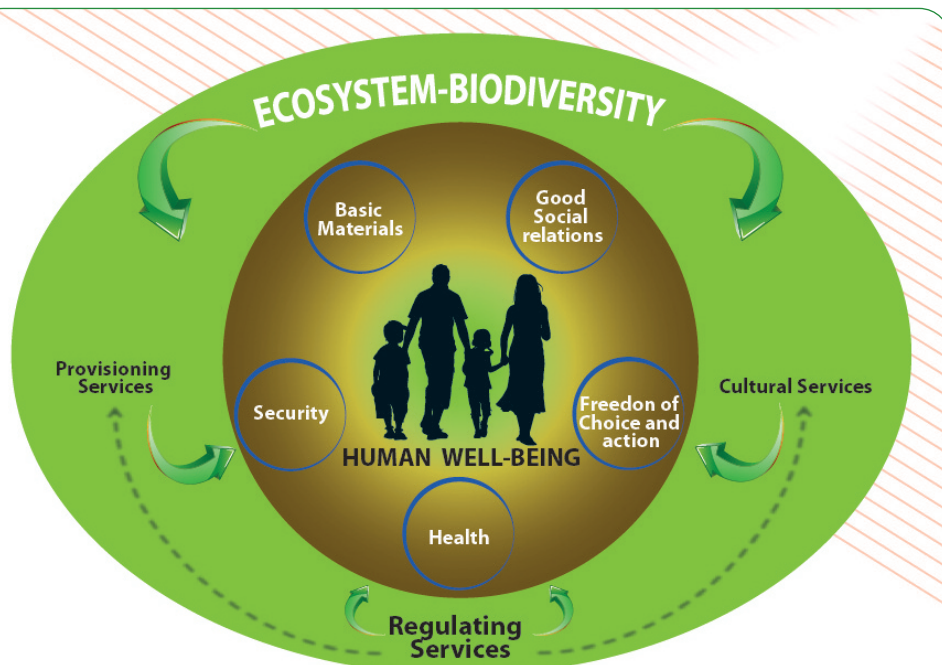 ECOSYSTEM-BIODIVERSITY
Basic
Materials
Good
Social
relations
Provisioning
Services
Cultural Services
Security
Freedon of
Choice and
action
HUMAN WELL-BEING
Health
Regulating
Services